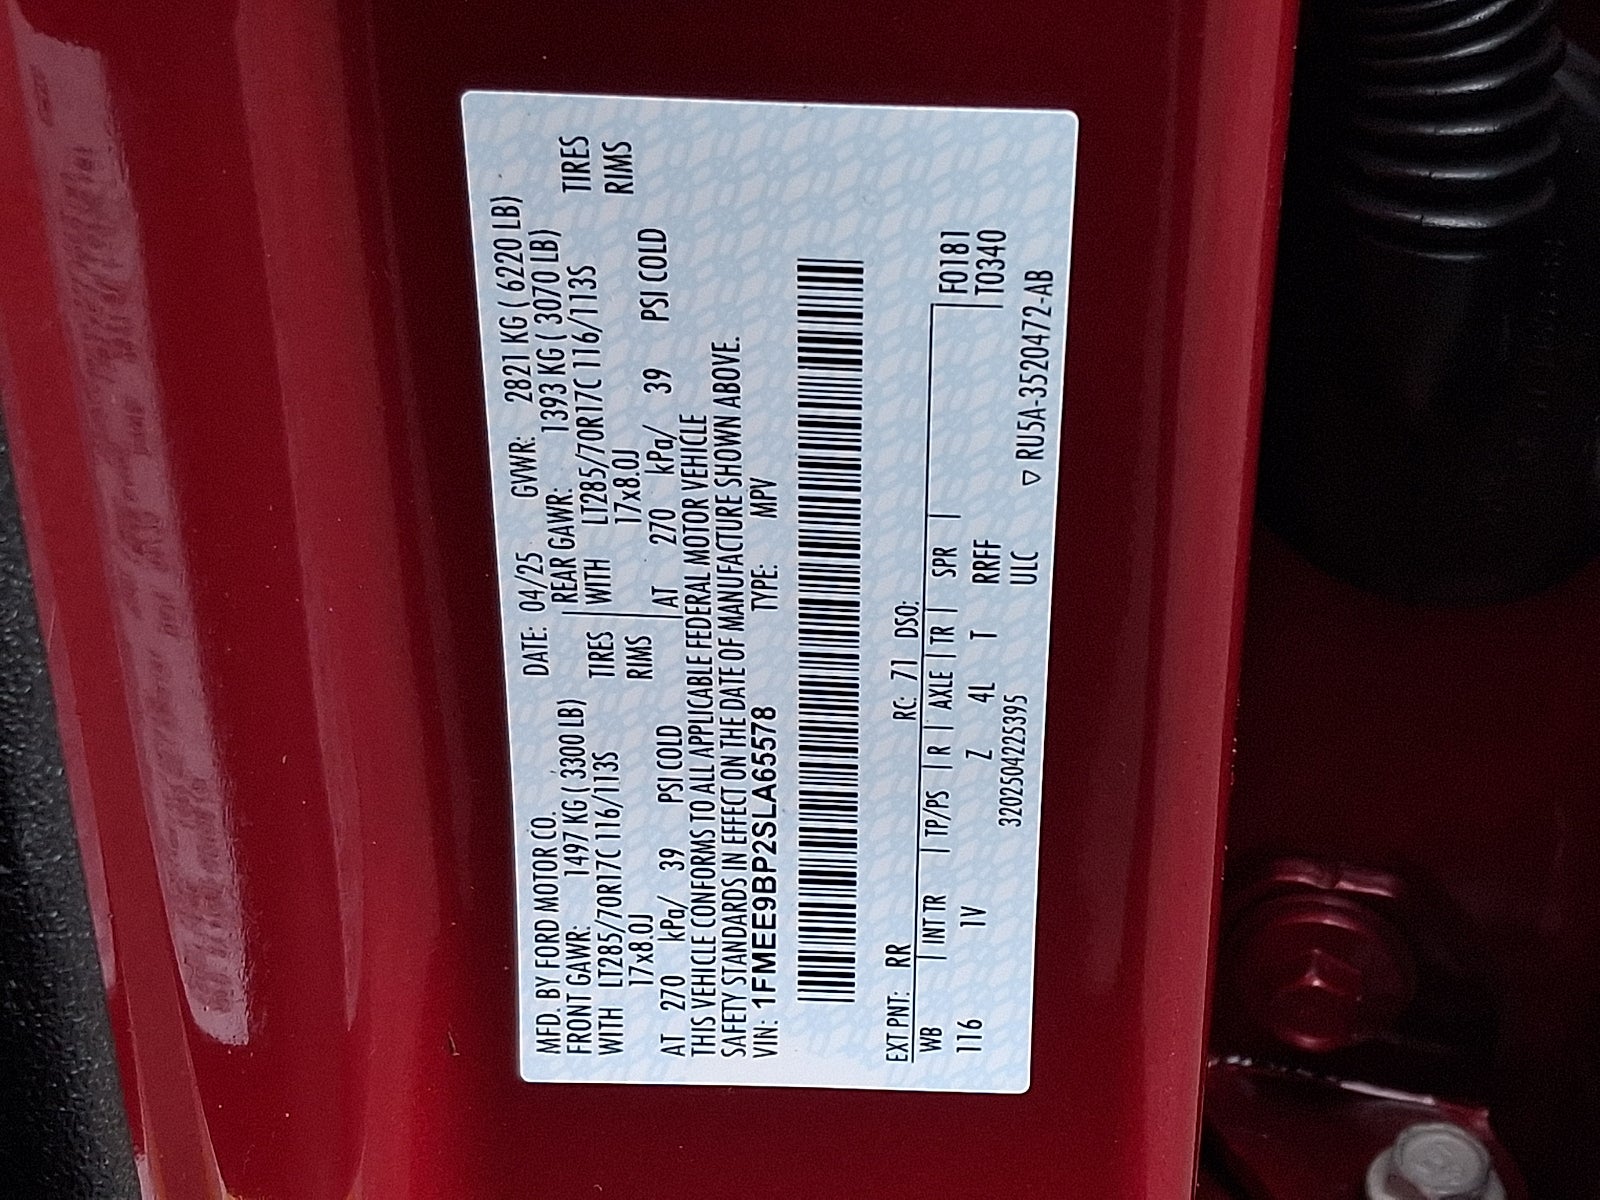 MFD. BY FORD MOTOR CO. DATE: 04/25 GVWR: 2821 KG ( 6220 LB)
FRONT GAWR: 1497 KG ( 3300 LB) REAR GAWR: 1393 KG ( 3070 LB)
WITH LT285/70R17C 116/113S TIRES WITH LT285/70R17C 116/113S TIRES
17x8.0J RIMS 17x8.0J RIMS
AT 270 kPa/ 39 PSI COLD AT 270 kPa/ 39 PSI COLD
THIS VEHICLE CONFORMS TO ALL APPLICABLE FEDERAL MOTOR VEHICLE
SAFETY STANDARDS IN EFFECT ON THE DATE OF MANUFACTURE SHOWN ABOVE.
VIN: 1FMEE9BP2SLA65578 TYPE: MPV
EXT PNT: RR RC: 71 DSO:
WB INT TR TP/PS R AXLE TR SPR F0181
116 1V Z 4L T RRFF T0340
3202504225395 ULC ▽ RU5A-3520472-AB